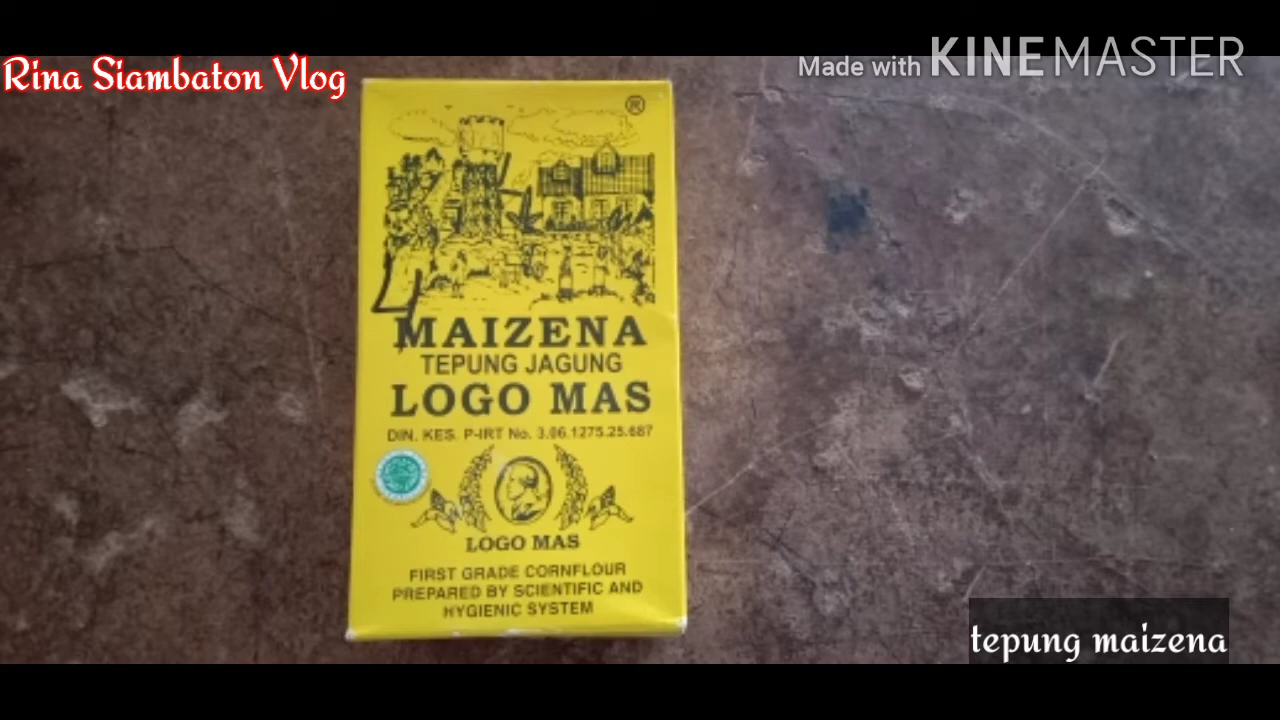 Rina Siambaton Vlog
Made with KINEMASTER
®
MAIZENA
TEPUNG JAGUNG
LOGO MAS
DIN. KES. P-IRT No. 3.06.1275.25.687
LOGO MAS
FIRST GRADE CORNFLOUR
PREPARED BY SCIENTIFIC AND
HYGIENIC SYSTEM
tepung maizena